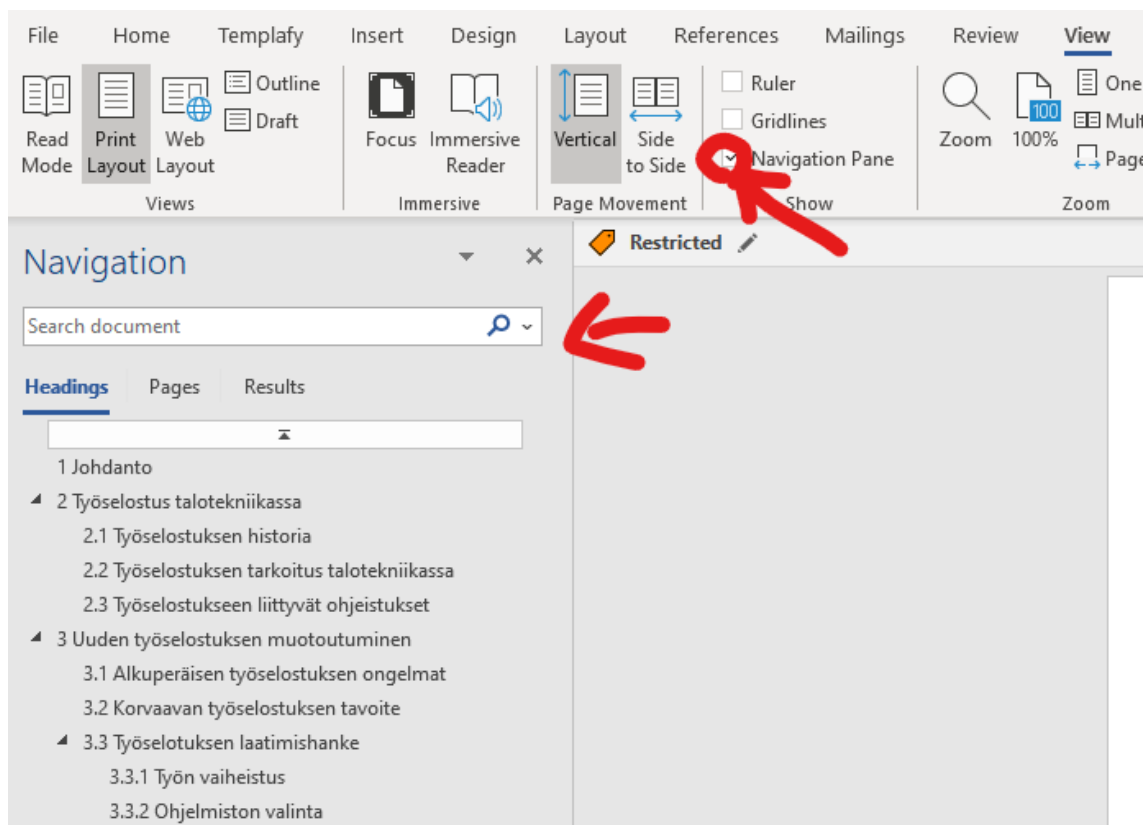 File Home Templafy Insert Design Layout References Mailings Review View
Read Mode
Print Layout
Web Layout
Outline
Draft
Views
Focus
Immersive Reader
Immersive
Vertical
Side to Side
Page Movement
Ruler
Gridlines
Navigation Pane
Show
Zoom
100
100%
One
Mult
Page
Zoom
Navigation
Restricted
Search document
Headings Pages Results
1 Johdanto
2 Työselostus talotekniikassa
2.1 Työselostuksen historia
2.2 Työselostuksen tarkoitus talotekniikassa
2.3 Työselostukseen liittyvät ohjeistukset
3 Uuden työselostuksen muotoutuminen
3.1 Alkuperäisen työselostuksen ongelmat
3.2 Korvaavan työselostuksen tavoite
3.3 Työselotuksen laatimishanke
3.3.1 Työn vaiheistus
3.3.2 Ohjelmiston valinta